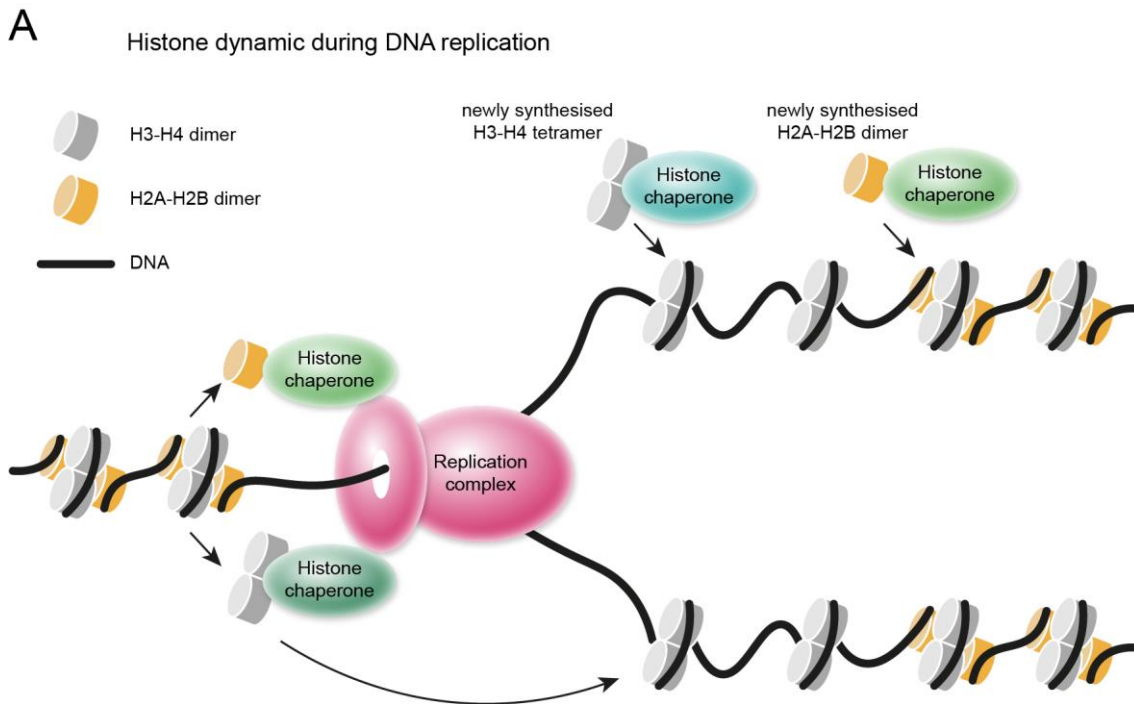 A
Histone dynamic during DNA replication
H3-H4 dimer
H2A-H2B dimer
DNA
newly synthesised
H3-H4 tetramer
newly synthesised
H2A-H2B dimer
Histone
chaperone
Histone
chaperone
Histone
chaperone
Replication
complex
Histone
chaperone